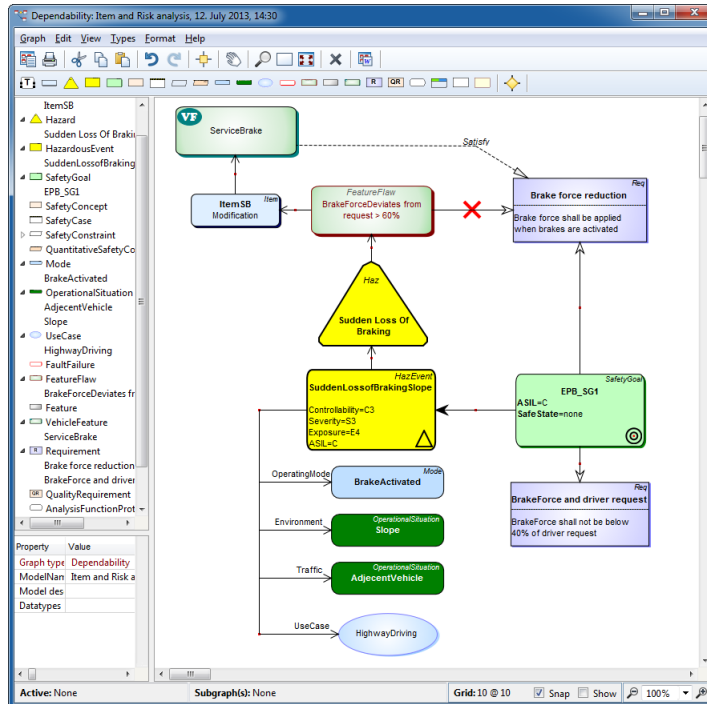 Dependability: Item and Risk analysis, 12. July 2013, 14:30
Graph Edit View Types Format Help
ItemSB
Hazard
Sudden Loss Of Brakin
HazardousEvent
SuddenLossofBraking
SafetyGoal
EPB_SG1
SafetyConcept
SafetyCase
SafetyConstraint
QuantitativeSafetyCo
Mode
BrakeActivated
OperationalSituation
AdjecentVehicle
Slope
UseCase
HighwayDriving
FaultFailure
FeatureFlaw
BrakeForceDeviates fr
Feature
VehicleFeature
ServiceBrake
Requirement
Brake force reduction
BrakeForce and driver
QualityRequirement
AnalysisFunctionProt
Property Value
Graph type Dependability
ModelNan Item and Risk a
Model des
Datatypes
VF
ServiceBrake
Satisfy
Item
ItemSB
Modification
FeatureFlaw
BrakeForceDeviates from
request > 60%
Req
Brake force reduction
Brake force shall be applied
when brakes are activated
Haz
Sudden Loss Of
Braking
HazEvent
SuddenLossofBrakingSlope
Controllability=C3
Severity=S3
Exposure=E4
ASIL=C
SafetyGoal
EPB_SG1
ASIL=C
SafeState=none
OperatingMode
Mode
BrakeActivated
Environment
OperationalSituation
Slope
Traffic
OperationalSituation
AdjecentVehicle
UseCase
HighwayDriving
Req
BrakeForce and driver request
BrakeForce shall not be below
40% of driver request
Active: None Subgraph(s): None Grid: 10 @ 10 Snap Show 100%